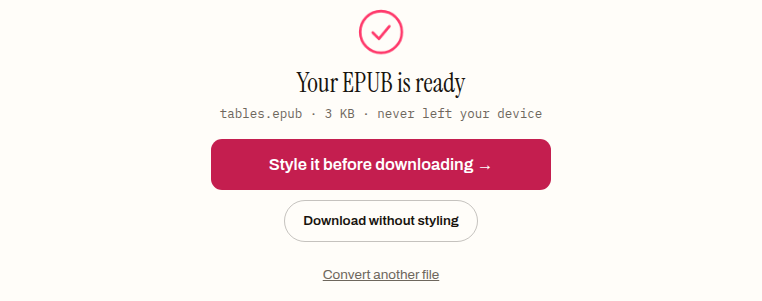 Your EPUB is ready
tables.epub · 3 KB · never left your device
Style it before downloading →
Download without styling
Convert another file